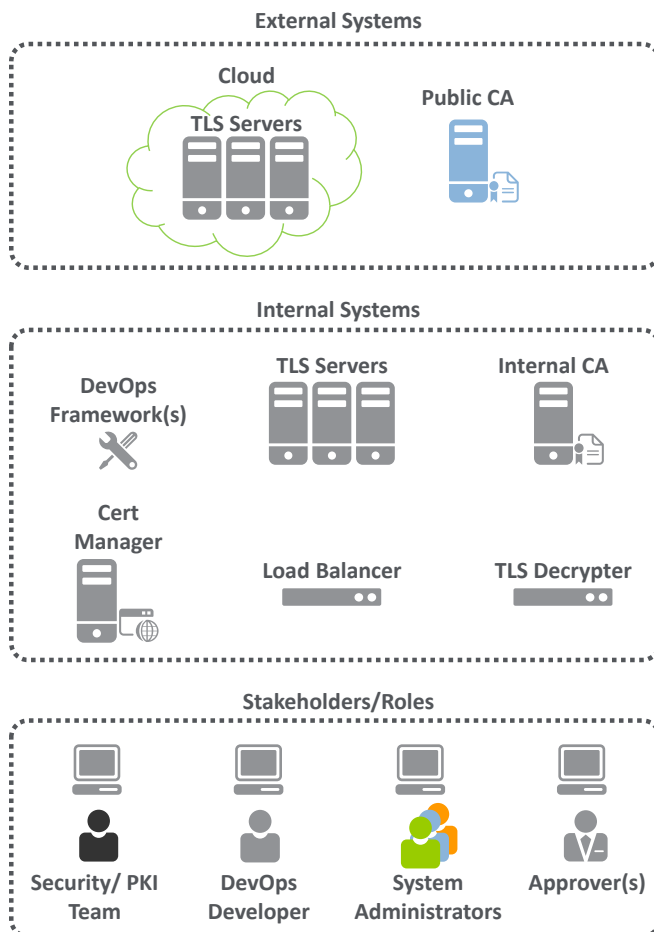 External Systems
Cloud
TLS Servers
Public CA
Internal Systems
DevOps
Framework(s)
TLS Servers
Internal CA
Cert
Manager
Load Balancer
TLS Decrypter
Stakeholders/Roles
Security/ PKI
Team
DevOps
Developer
System
Administrators
Approver(s)